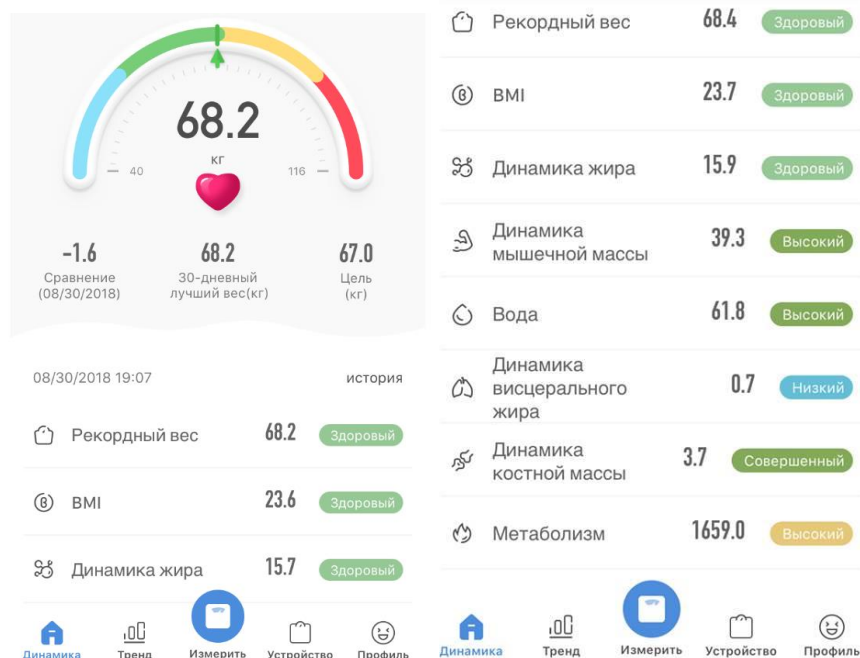 68.2
кг
40
116
-1.6
68.2
67.0
Сравнение
(08/30/2018)
30-дневный
лучший вес(кг)
Цель
(кг)
08/30/2018 19:07
история
Рекордный вес 68.2 Здоровый
BMI 23.6 Здоровый
Динамика жира 15.7 Здоровый
Динамика Тренд Измерить Устройство Профиль
Рекордный вес 68.4 Здоровый
BMI 23.7 Здоровый
Динамика жира 15.9 Здоровый
Динамика
мышечной массы 39.3 Высокий
Вода 61.8 Высокий
Динамика
висцерального
жира 0.7 Низкий
Динамика
костной массы 3.7 Совершенный
Метаболизм 1659.0 Высокий
Динамика Тренд Измерить Устройство Профиль